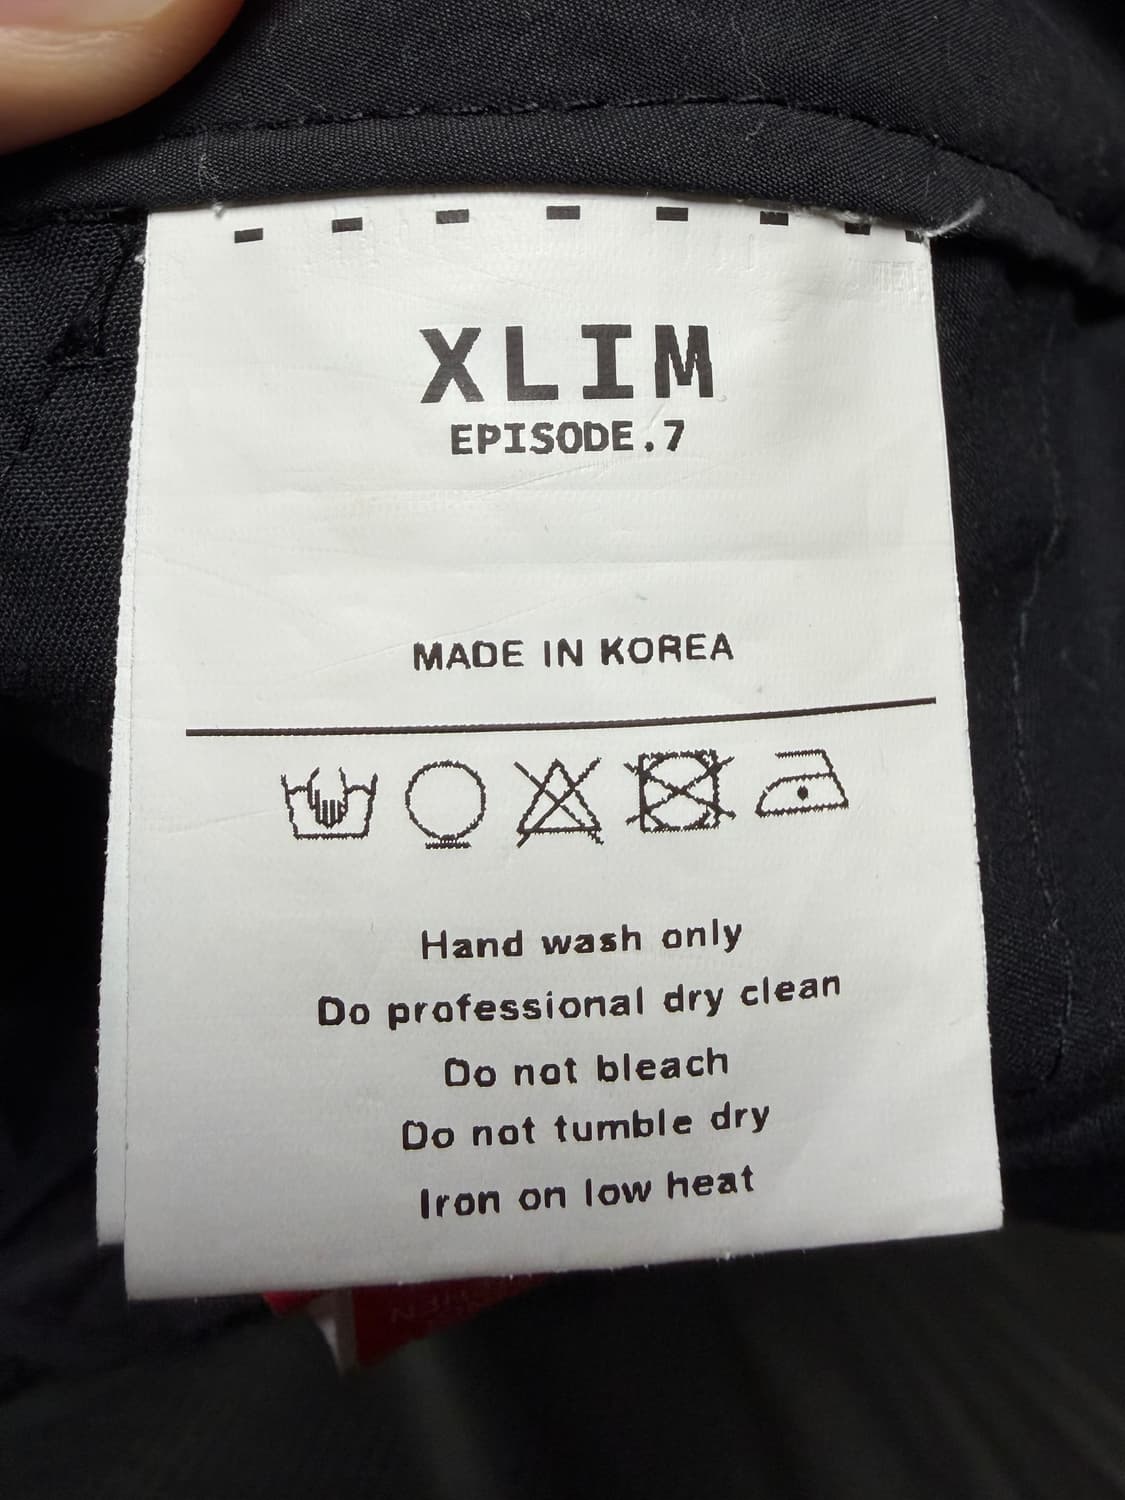 XLIM
EPISODE.7
MADE IN KOREA
Hand wash only
Do professional dry clean
Do not bleach
Do not tumble dry
Iron on low heat